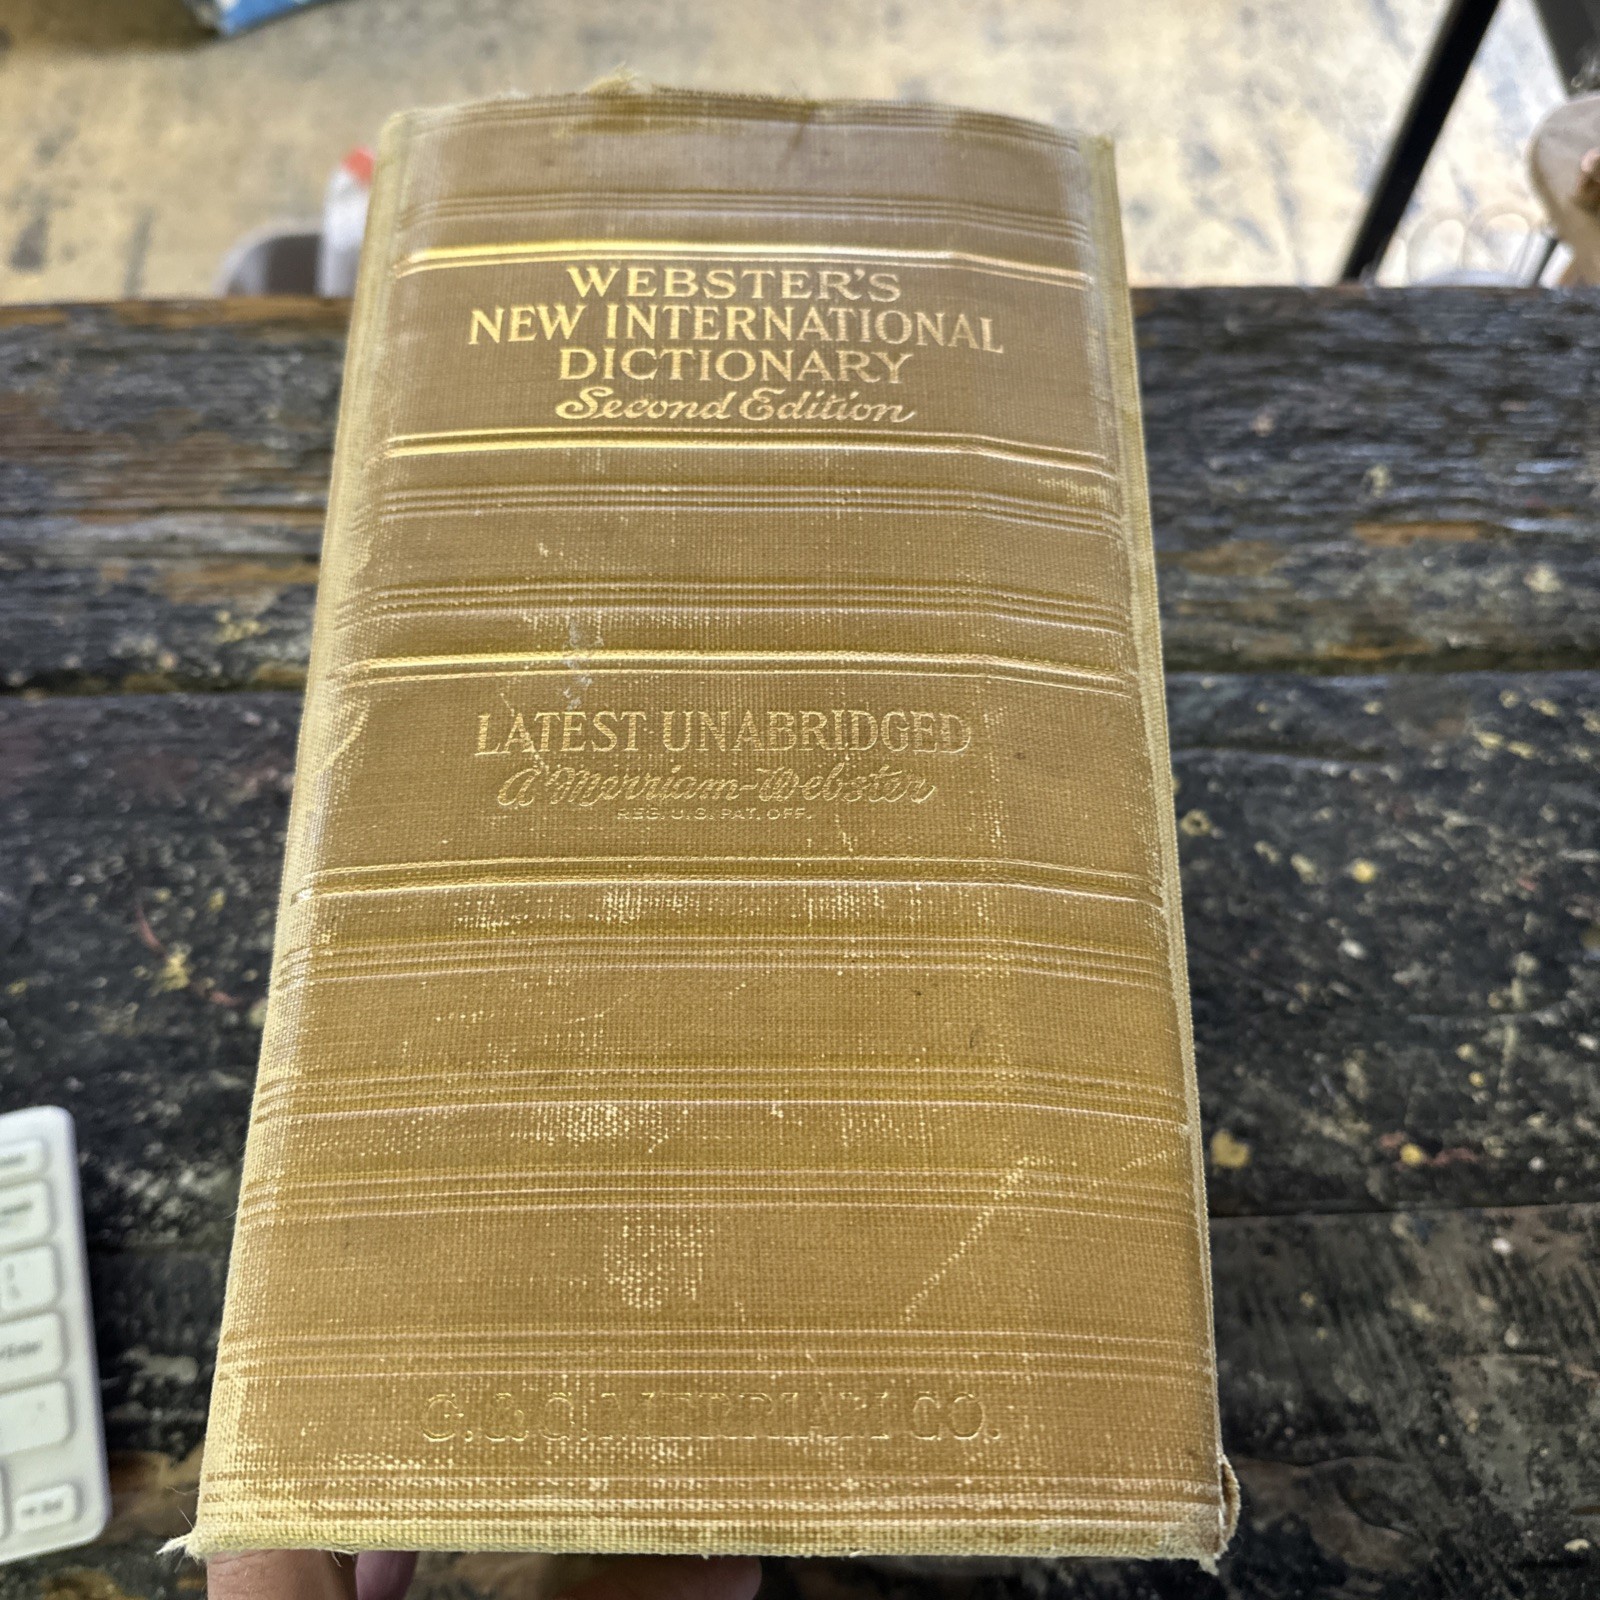 WEBSTER'S
NEW INTERNATIONAL
DICTIONARY
Second Edition
LATEST UNABRIDGED
A Merriam-Webster
REG. U.S. PAT. OFF.
G. & C. MERRIAM CO.